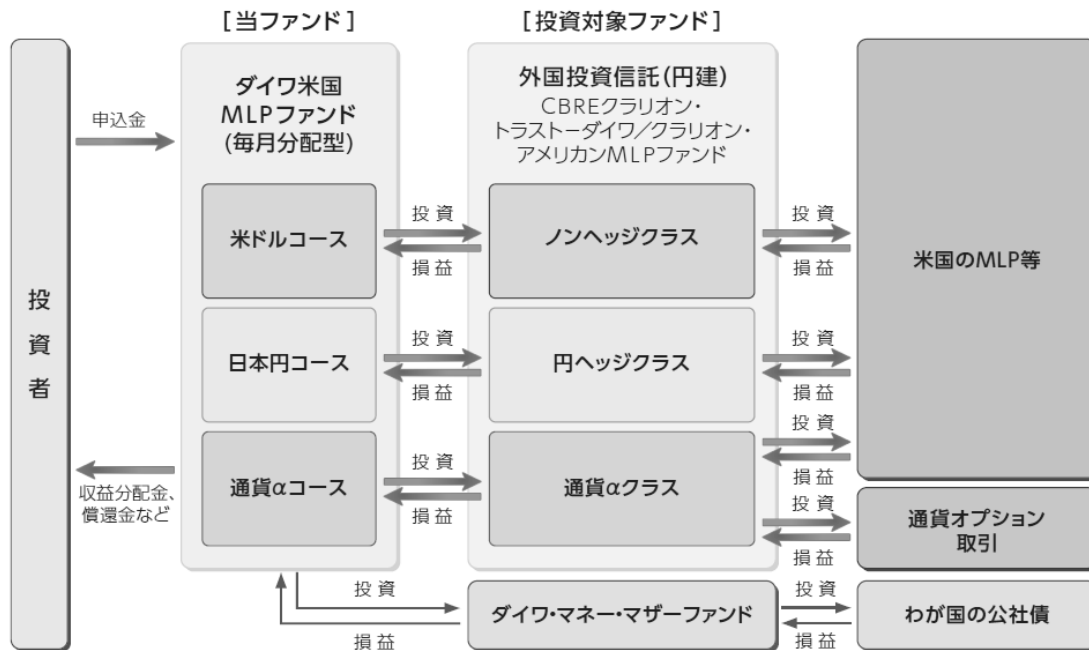 [当ファンド]
[投資対象ファンド]
投資者
申込金
収益分配金、
償還金など
ダイワ米国
MLPファンド
(毎月分配型)
米ドルコース
日本円コース
通貨αコース
投資
損益
投資
損益
投資
損益
外国投資信託(円建)
CBREクラリオン・
トラストーダイワ/クラリオン・
アメリカンMLPファンド
ノンヘッジクラス
円ヘッジクラス
通貨αクラス
投資
損益
投資
損益
投資
損益
投資
損益
米国のMLP等
通貨オプション
取引
投資
損益
ダイワ・マネー・マザーファンド
投資
損益
わが国の公社債